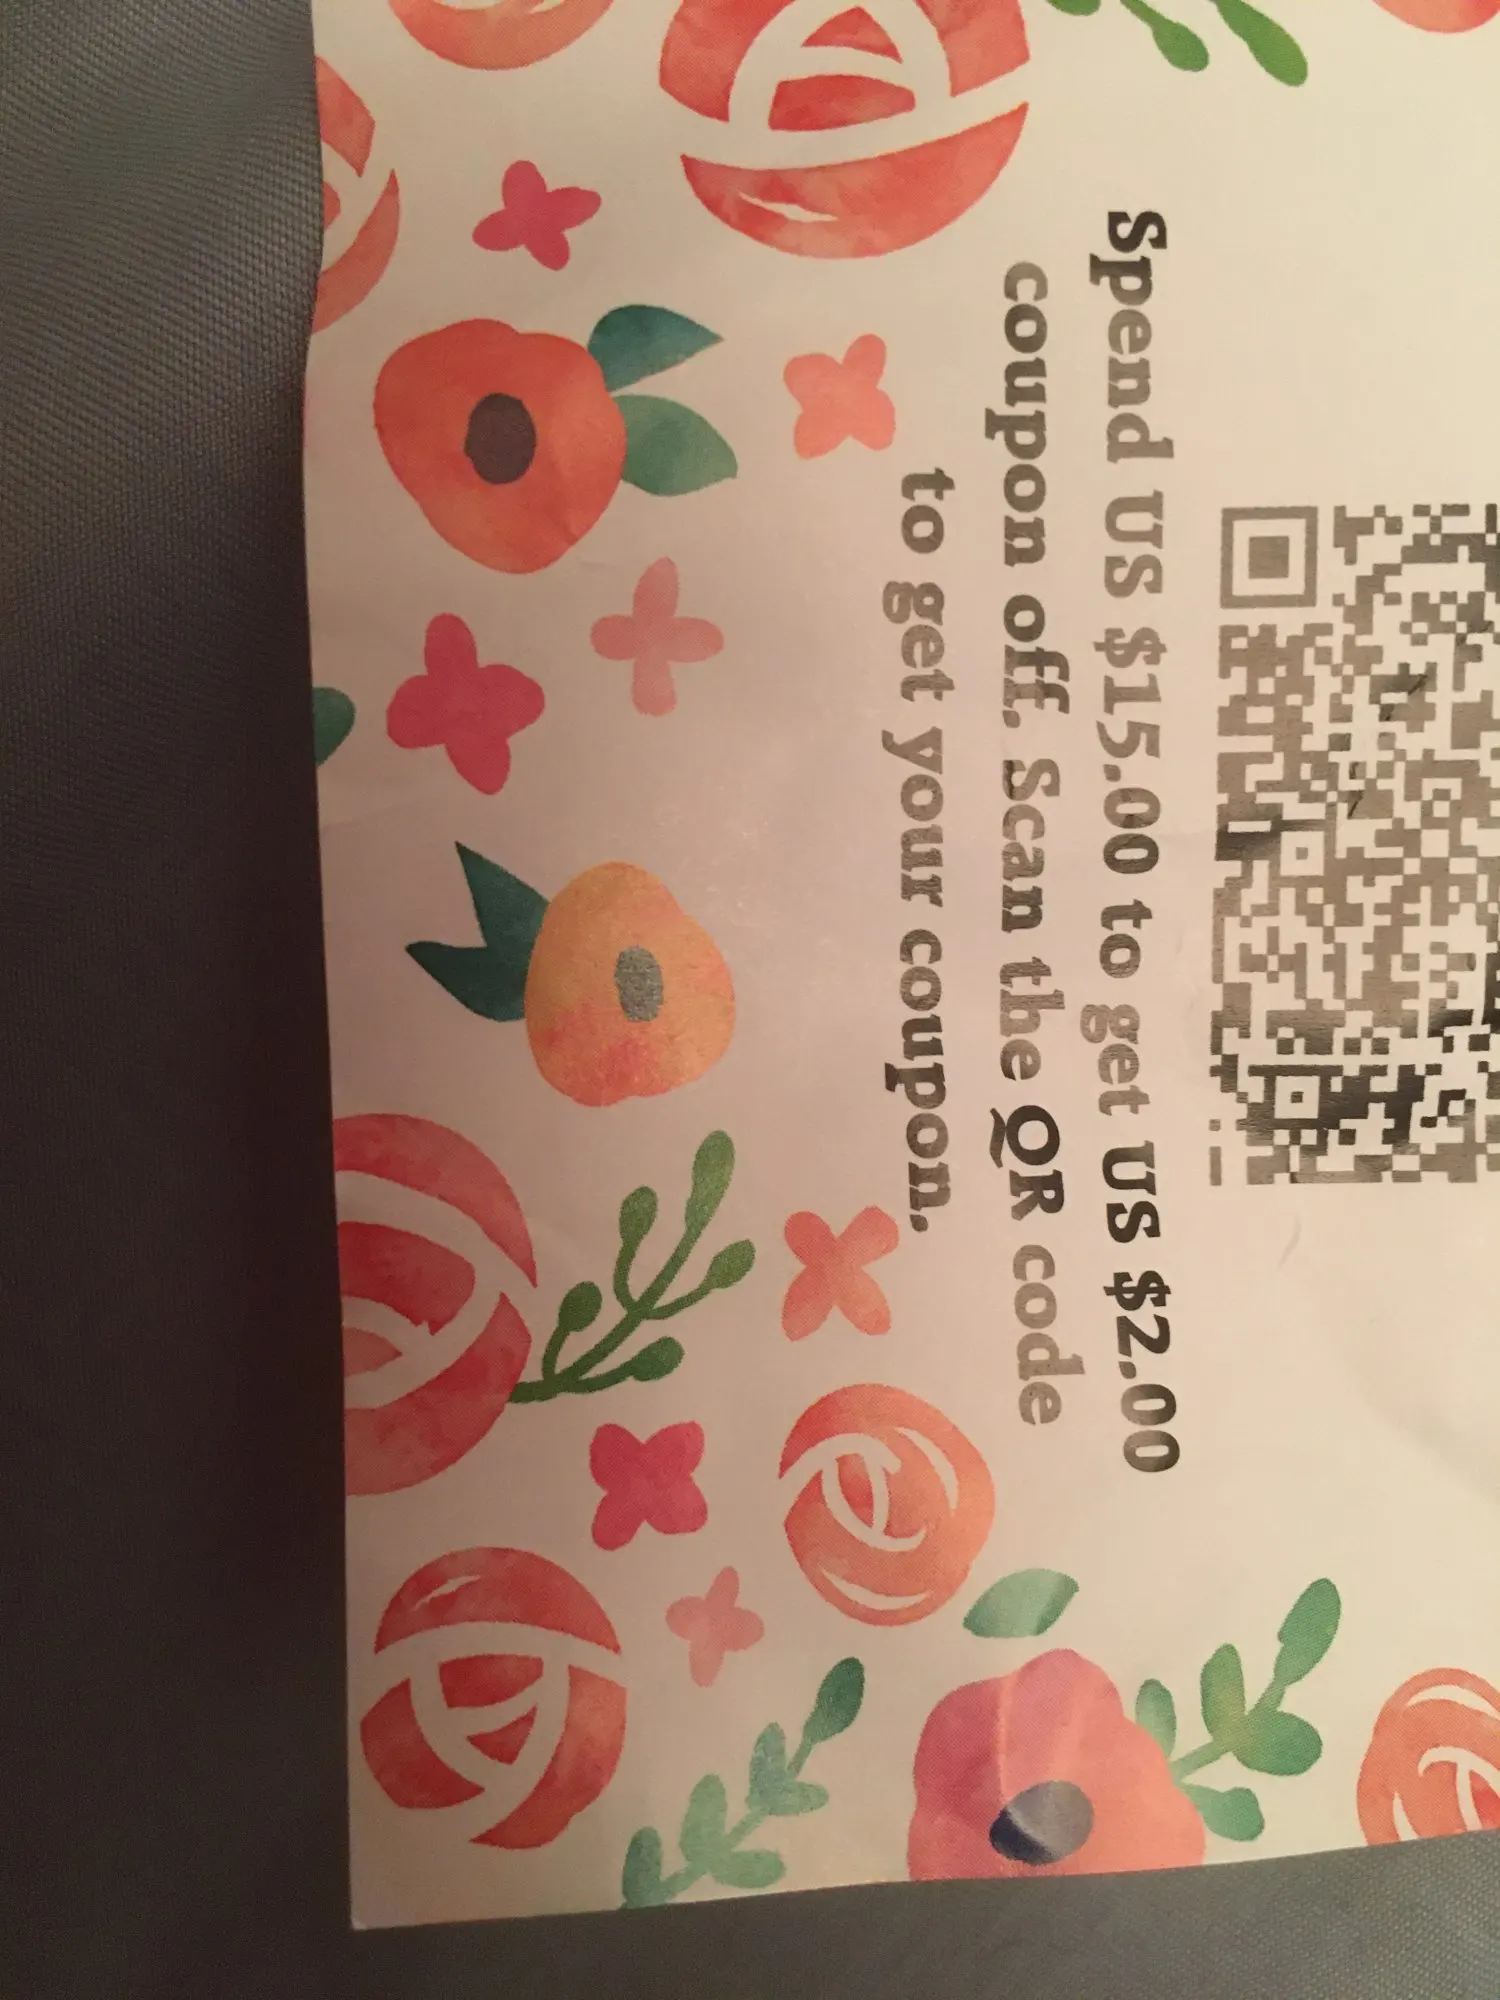 Spend US $15.00 to get US $2.00
coupon off. Scan the QR code
to get your coupon.